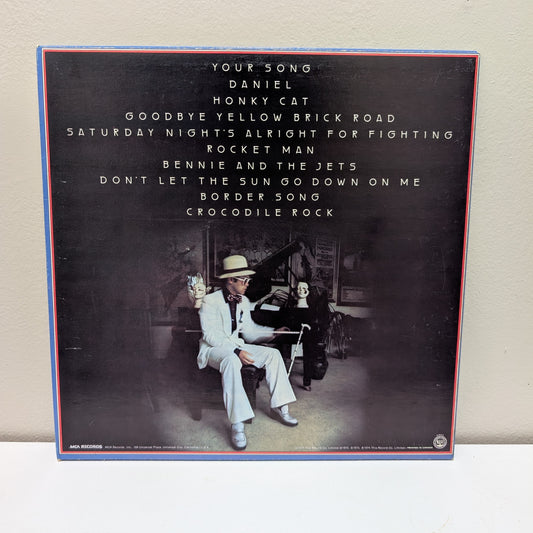 YOUR SONG
DANIEL
HONKY CAT
GOODBYE YELLOW BRICK ROAD
SATURDAY NIGHT'S ALRIGHT FOR FIGHTING
ROCKET MAN
BENNIE AND THE JETS
DON'T LET THE SUN GO DOWN ON ME
BORDER SONG
CROCODILE ROCK
MCA RECORDS